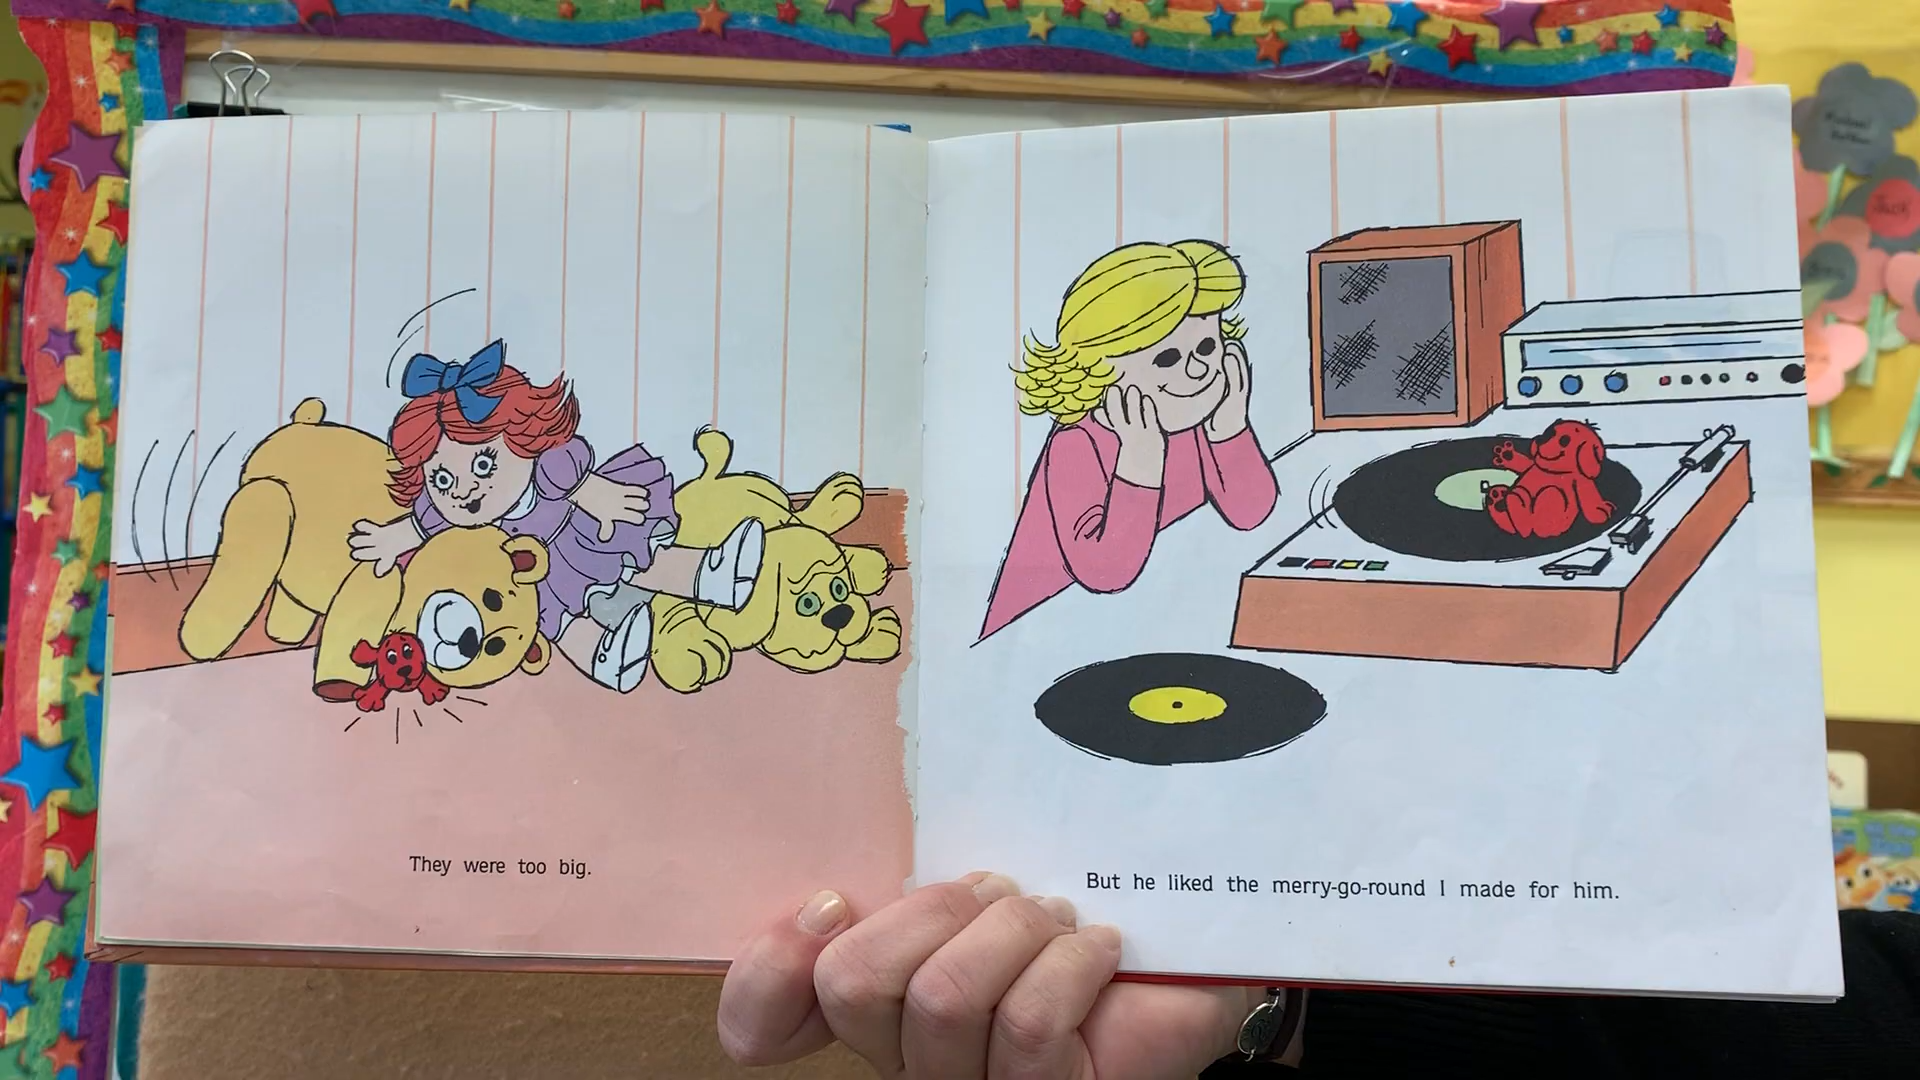 They were too big.
But he liked the merry-go-round I made for him.